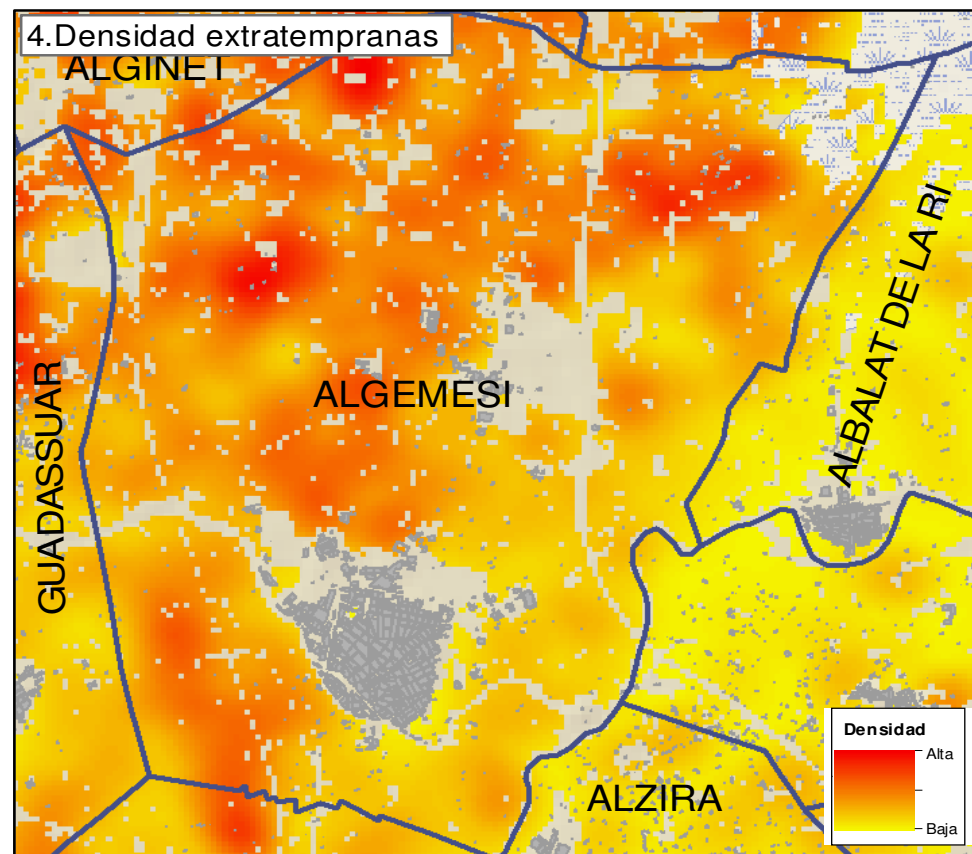 4.Densidad extratempranas
ALGINET
ALGEMESI
GUADASSUAR
ALBALAT DE LA RI
ALZIRA
Densidad
Alta
Baja